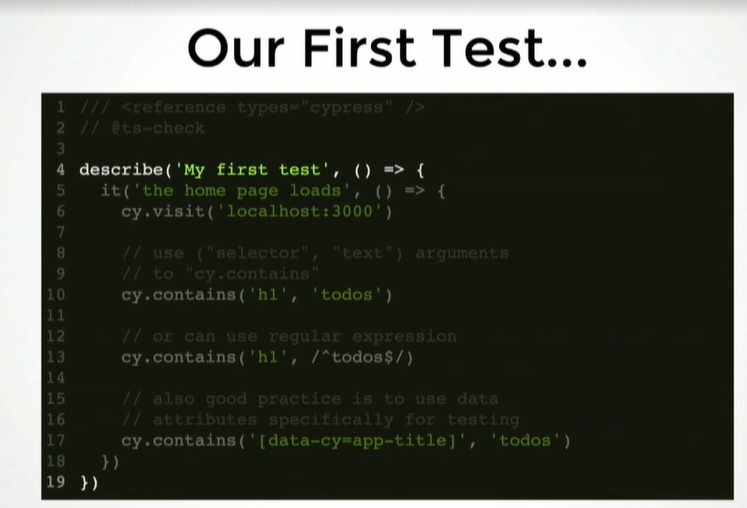 Our First Test...
1 /// <reference types="cypress" />
2 // @ts-check
3
4 describe('My first test', () => {
5   it('the home page loads', () => {
6     cy.visit('localhost:3000')
7
8     // use ("selector", "text") arguments
9     // to "cy.contains"
10     cy.contains('h1', 'todos')
11
12     // or can use regular expression
13     cy.contains('h1', /^todos$/)
14
15     // also good practice is to use data
16     // attributes specifically for testing
17     cy.contains('[data-cy=app-title]', 'todos')
18   })
19 })